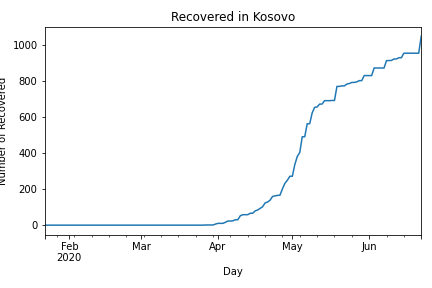 Recovered in Kosovo
Number of Recovered
1000
800
600
400
200
0
Feb
2020
Mar
Apr
May
Jun
Day